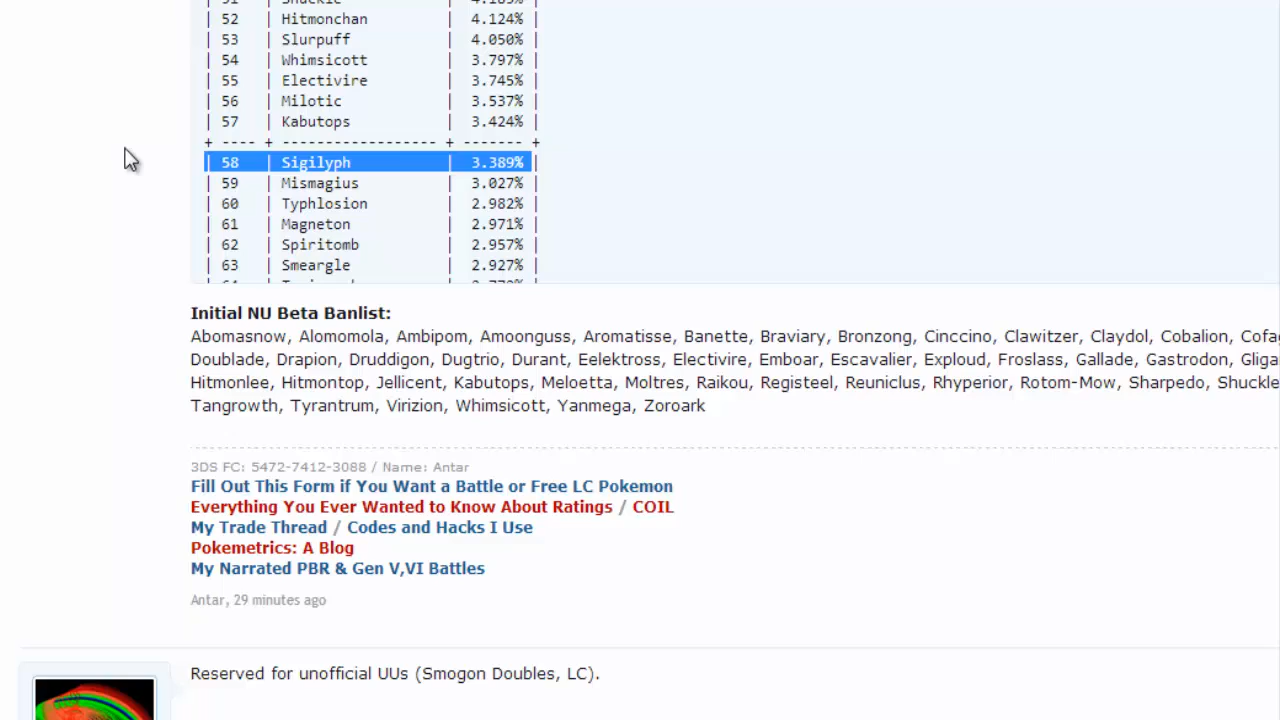 | 51 | Shuckle | 4.185% |
| 52 | Hitmonchan | 4.124% |
| 53 | Slurpuff | 4.050% |
| 54 | Whimsicott | 3.797% |
| 55 | Electivire | 3.745% |
| 56 | Milotic | 3.537% |
| 57 | Kabutops | 3.424% |
+ ---- + ------------------ + ------- +
| 58 | Sigilyph | 3.389% |
| 59 | Mismagius | 3.027% |
| 60 | Typhlosion | 2.982% |
| 61 | Magneton | 2.971% |
| 62 | Spiritomb | 2.957% |
| 63 | Smeargle | 2.927% |
Initial NU Beta Banlist:
Abomasnow, Alomomola, Ambipom, Amoonguss, Aromatisse, Banette, Braviary, Bronzong, Cinccino, Clawitzer, Claydol, Cobalion, Cofa
Doublade, Drapion, Druddigon, Dugtrio, Durant, Eelektross, Electivire, Emboar, Escavalier, Exploud, Froslass, Gallade, Gastrodon, Gliga
Hitmonlee, Hitmontop, Jellicent, Kabutops, Meloetta, Moltres, Raikou, Registeel, Reuniclus, Rhyperior, Rotom-Mow, Sharpedo, Shuckle
Tangrowth, Tyrantrum, Virizion, Whimsicott, Yanmega, Zoroark
3DS FC: 5472-7412-3088 / Name: Antar
Fill Out This Form if You Want a Battle or Free LC Pokemon
Everything You Ever Wanted to Know About Ratings / COIL
My Trade Thread / Codes and Hacks I Use
Pokemetrics: A Blog
My Narrated PBR & Gen V,VI Battles
Antar, 29 minutes ago
Reserved for unofficial UUs (Smogon Doubles, LC).